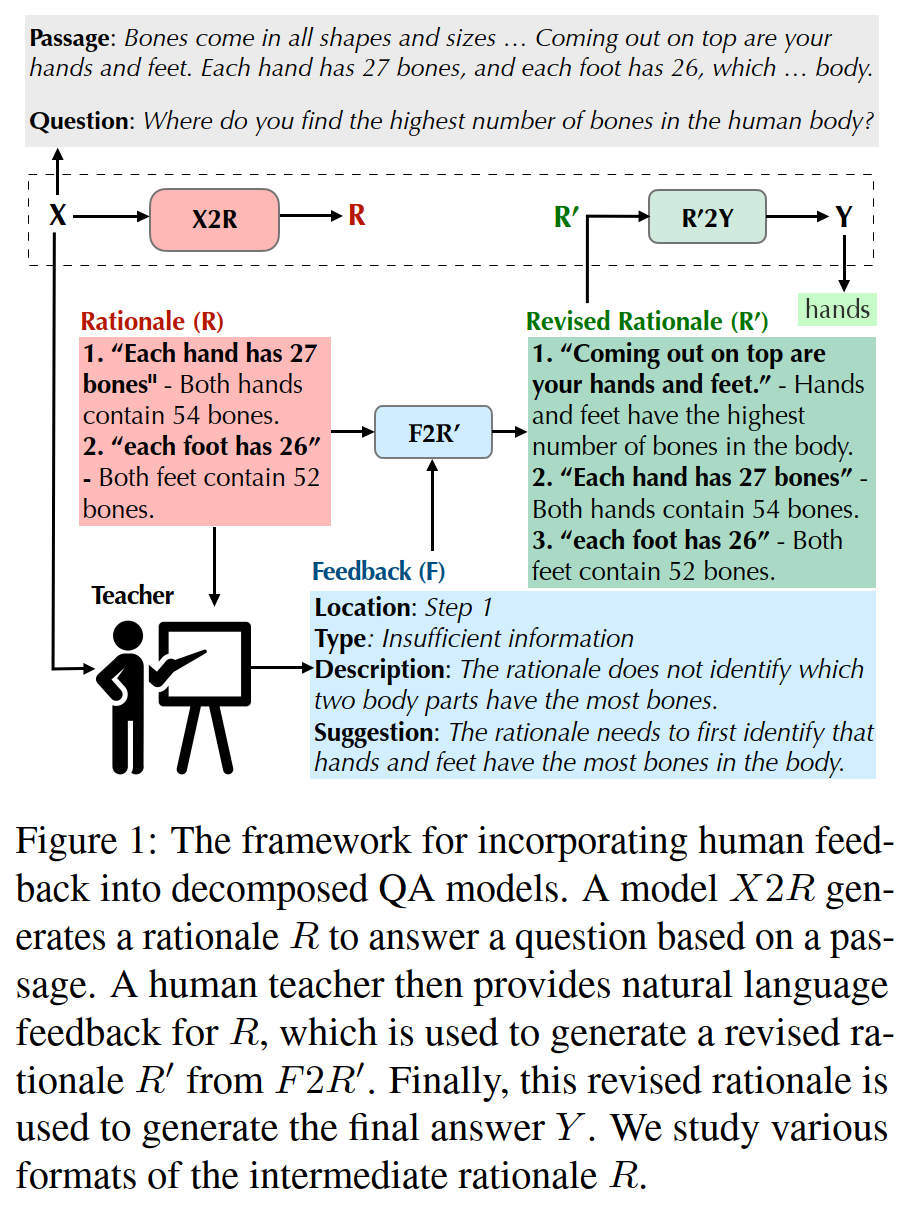 Passage: Bones come in all shapes and sizes … Coming out on top are your
hands and feet. Each hand has 27 bones, and each foot has 26, which … body.
Question: Where do you find the highest number of bones in the human body?
X
X2R
R
R′
R′2Y
Y
hands
Rationale (R)
1. “Each hand has 27
bones" - Both hands
contain 54 bones.
2. “each foot has 26”
- Both feet contain 52
bones.
F2R′
Revised Rationale (R′)
1. “Coming out on top are
your hands and feet.” - Hands
and feet have the highest
number of bones in the body.
2. “Each hand has 27 bones” -
Both hands contain 54 bones.
3. “each foot has 26” - Both
feet contain 52 bones.
Teacher
Feedback (F)
Location: Step 1
Type: Insufficient information
Description: The rationale does not identify which
two body parts have the most bones.
Suggestion: The rationale needs to first identify that
hands and feet have the most bones in the body.
Figure 1: The framework for incorporating human feed-
back into decomposed QA models. A model X2R gen-
erates a rationale R to answer a question based on a pas-
sage. A human teacher then provides natural language
feedback for R, which is used to generate a revised ra-
tionale R′ from F2R′. Finally, this revised rationale is
used to generate the final answer Y. We study various
formats of the intermediate rationale R.